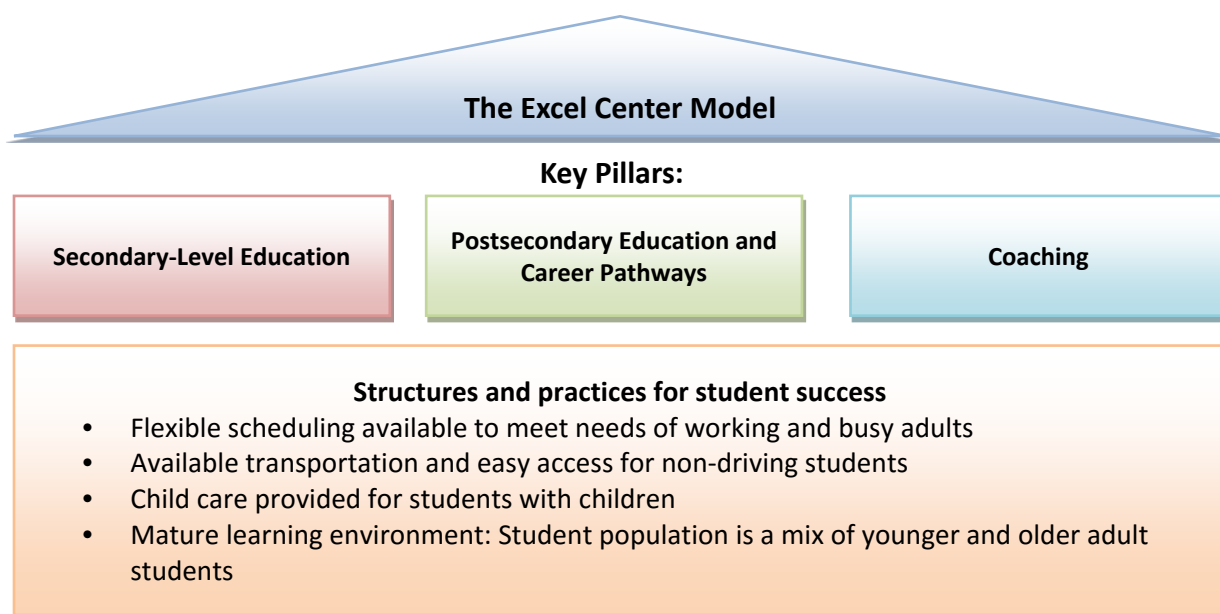 The Excel Center Model
Key Pillars:
Secondary-Level Education
Postsecondary Education and
Career Pathways
Coaching
Structures and practices for student success
• Flexible scheduling available to meet needs of working and busy adults
• Available transportation and easy access for non-driving students
• Child care provided for students with children
• Mature learning environment: Student population is a mix of younger and older adult
students